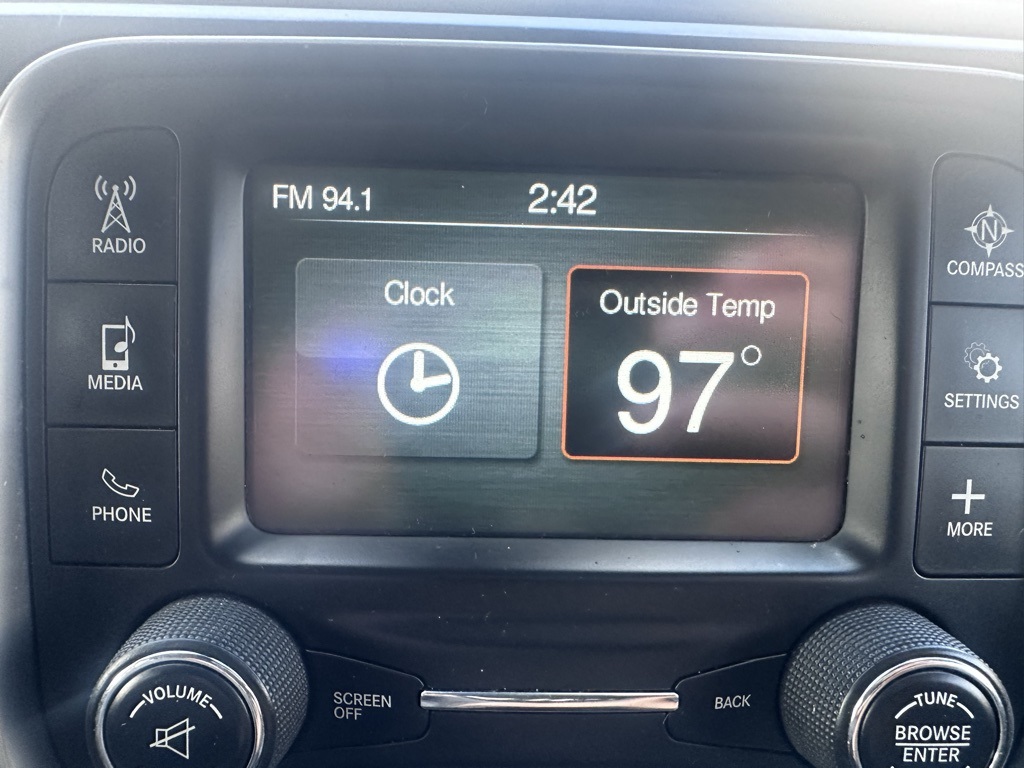 FM 94.1 2:42
RADIO
MEDIA
PHONE
Clock
Outside Temp
97°
N
COMPASS
SETTINGS
MORE
VOLUME
SCREEN
OFF
BACK
TUNE
BROWSE
ENTER